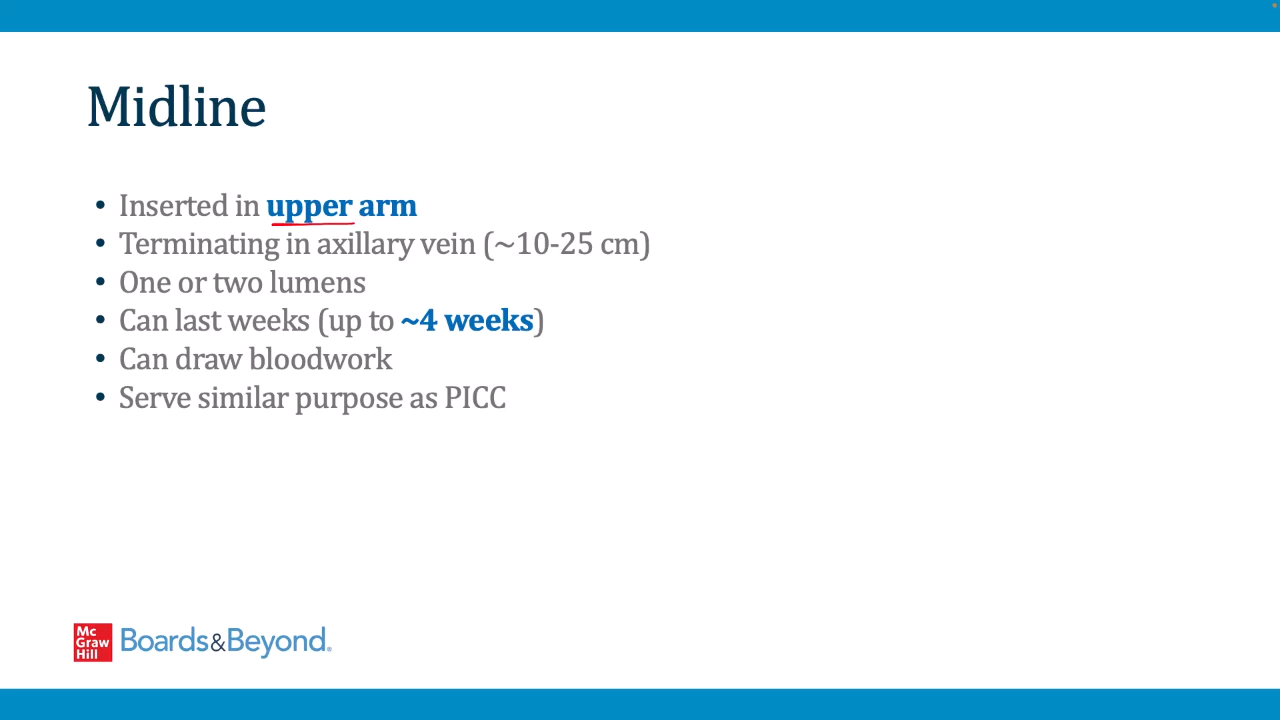 Midline
• Inserted in upper arm
• Terminating in axillary vein (~10-25 cm)
• One or two lumens
• Can last weeks (up to ~4 weeks)
• Can draw bloodwork
• Serve similar purpose as PICC
Mc
Graw
Hill
Boards&Beyond®